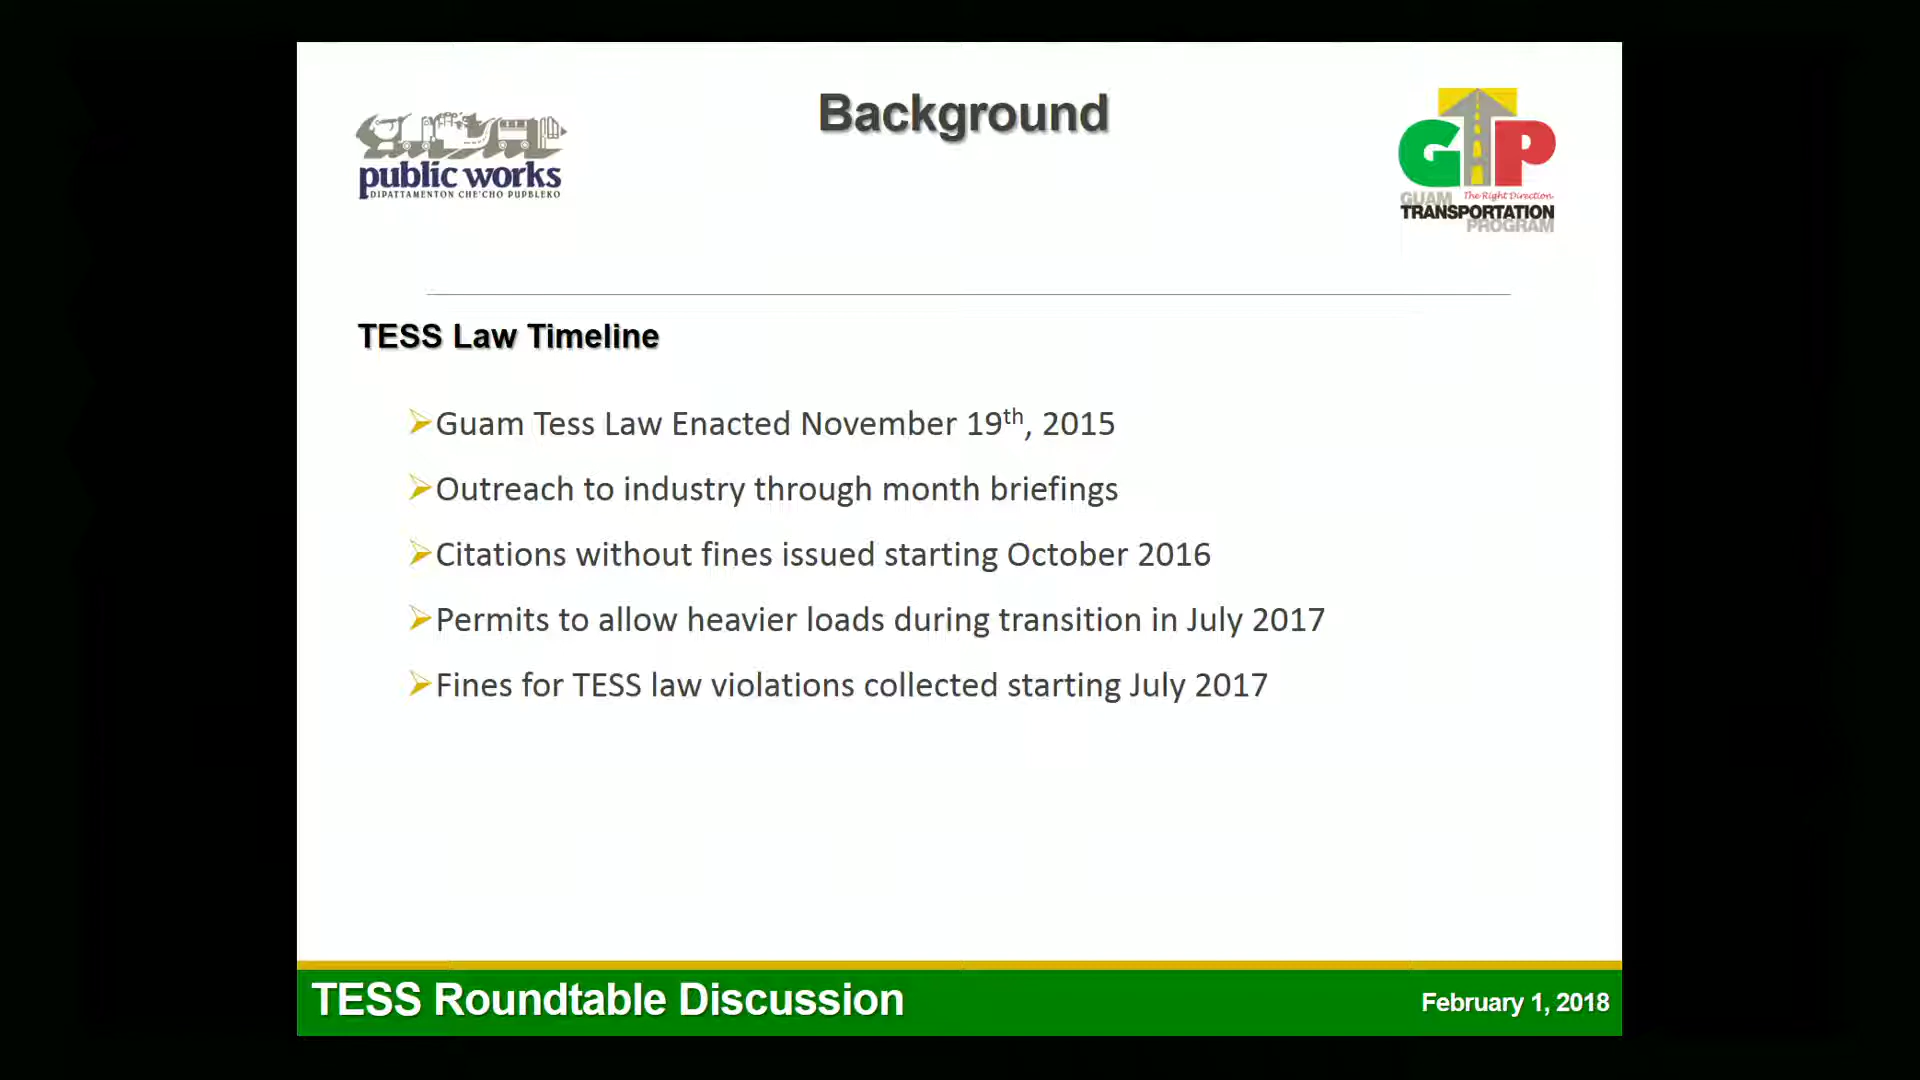 Background
public works
DIPATTAMENTON CHE'CHO PUPBLEKO
GTP
The Right Direction
GUAM
TRANSPORTATION
PROGRAM
TESS Law Timeline
Guam Tess Law Enacted November 19th, 2015
Outreach to industry through month briefings
Citations without fines issued starting October 2016
Permits to allow heavier loads during transition in July 2017
Fines for TESS law violations collected starting July 2017
TESS Roundtable Discussion
February 1, 2018